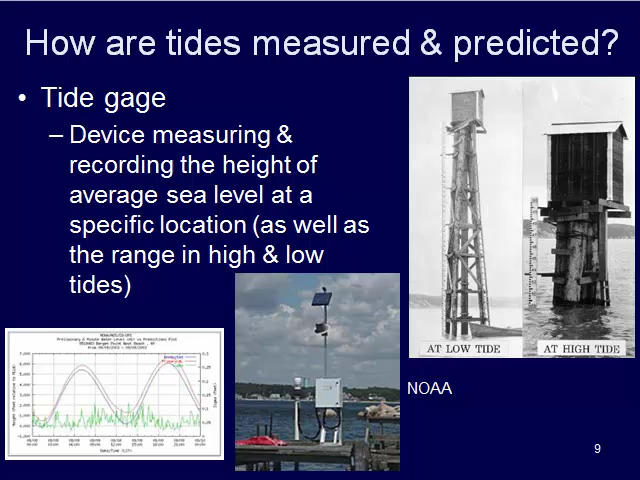 How are tides measured & predicted?
• Tide gage
– Device measuring &
recording the height of
average sea level at a
specific location (as well as
the range in high & low
tides)
AT LOW TIDE
AT HIGH TIDE
NOAA
9